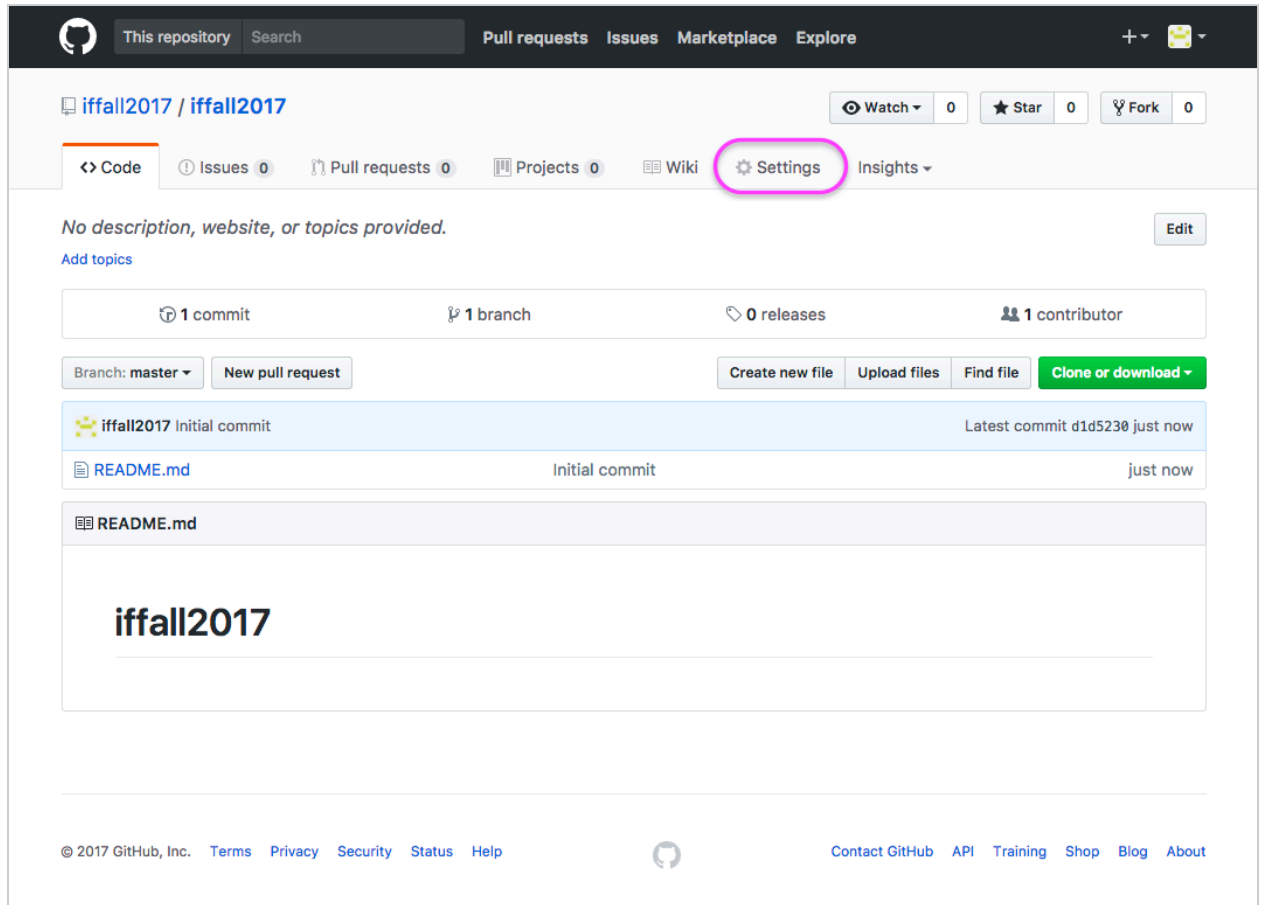 This repository Search Pull requests Issues Marketplace Explore
iffall2017 / iffall2017 Watch 0 Star 0 Fork 0
Code Issues 0 Pull requests 0 Projects 0 Wiki Settings Insights
No description, website, or topics provided. Edit
Add topics
1 commit 1 branch 0 releases 1 contributor
Branch: master New pull request Create new file Upload files Find file Clone or download
iffall2017 Initial commit Latest commit d1d5230 just now
README.md Initial commit just now
README.md
iffall2017
© 2017 GitHub, Inc. Terms Privacy Security Status Help Contact GitHub API Training Shop Blog About